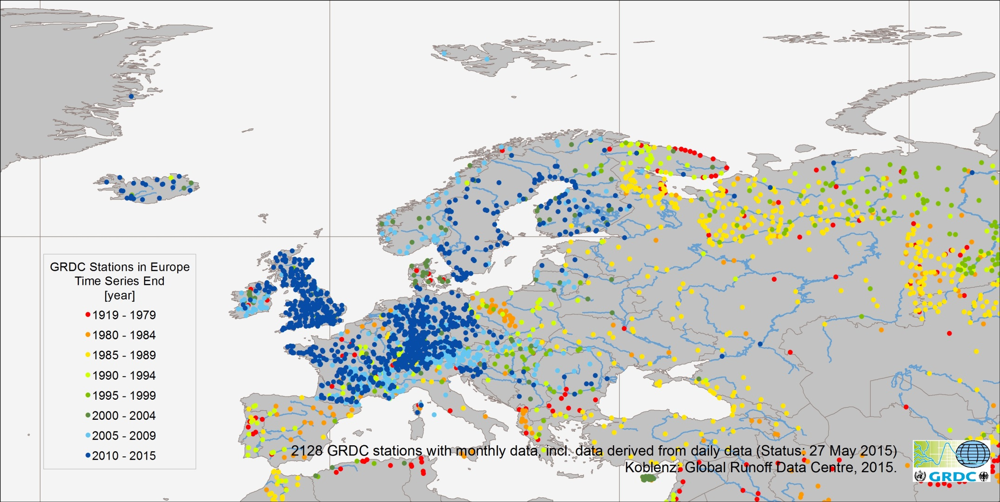 GRDC Stations in Europe
Time Series End
[year]
1919 - 1979
1980 - 1984
1985 - 1989
1990 - 1994
1995 - 1999
2000 - 2004
2005 - 2009
2010 - 2015
2128 GRDC stations with monthly data, incl. data derived from daily data (Status: 27 May 2015)
Koblenz: Global Runoff Data Centre, 2015.
GRDC